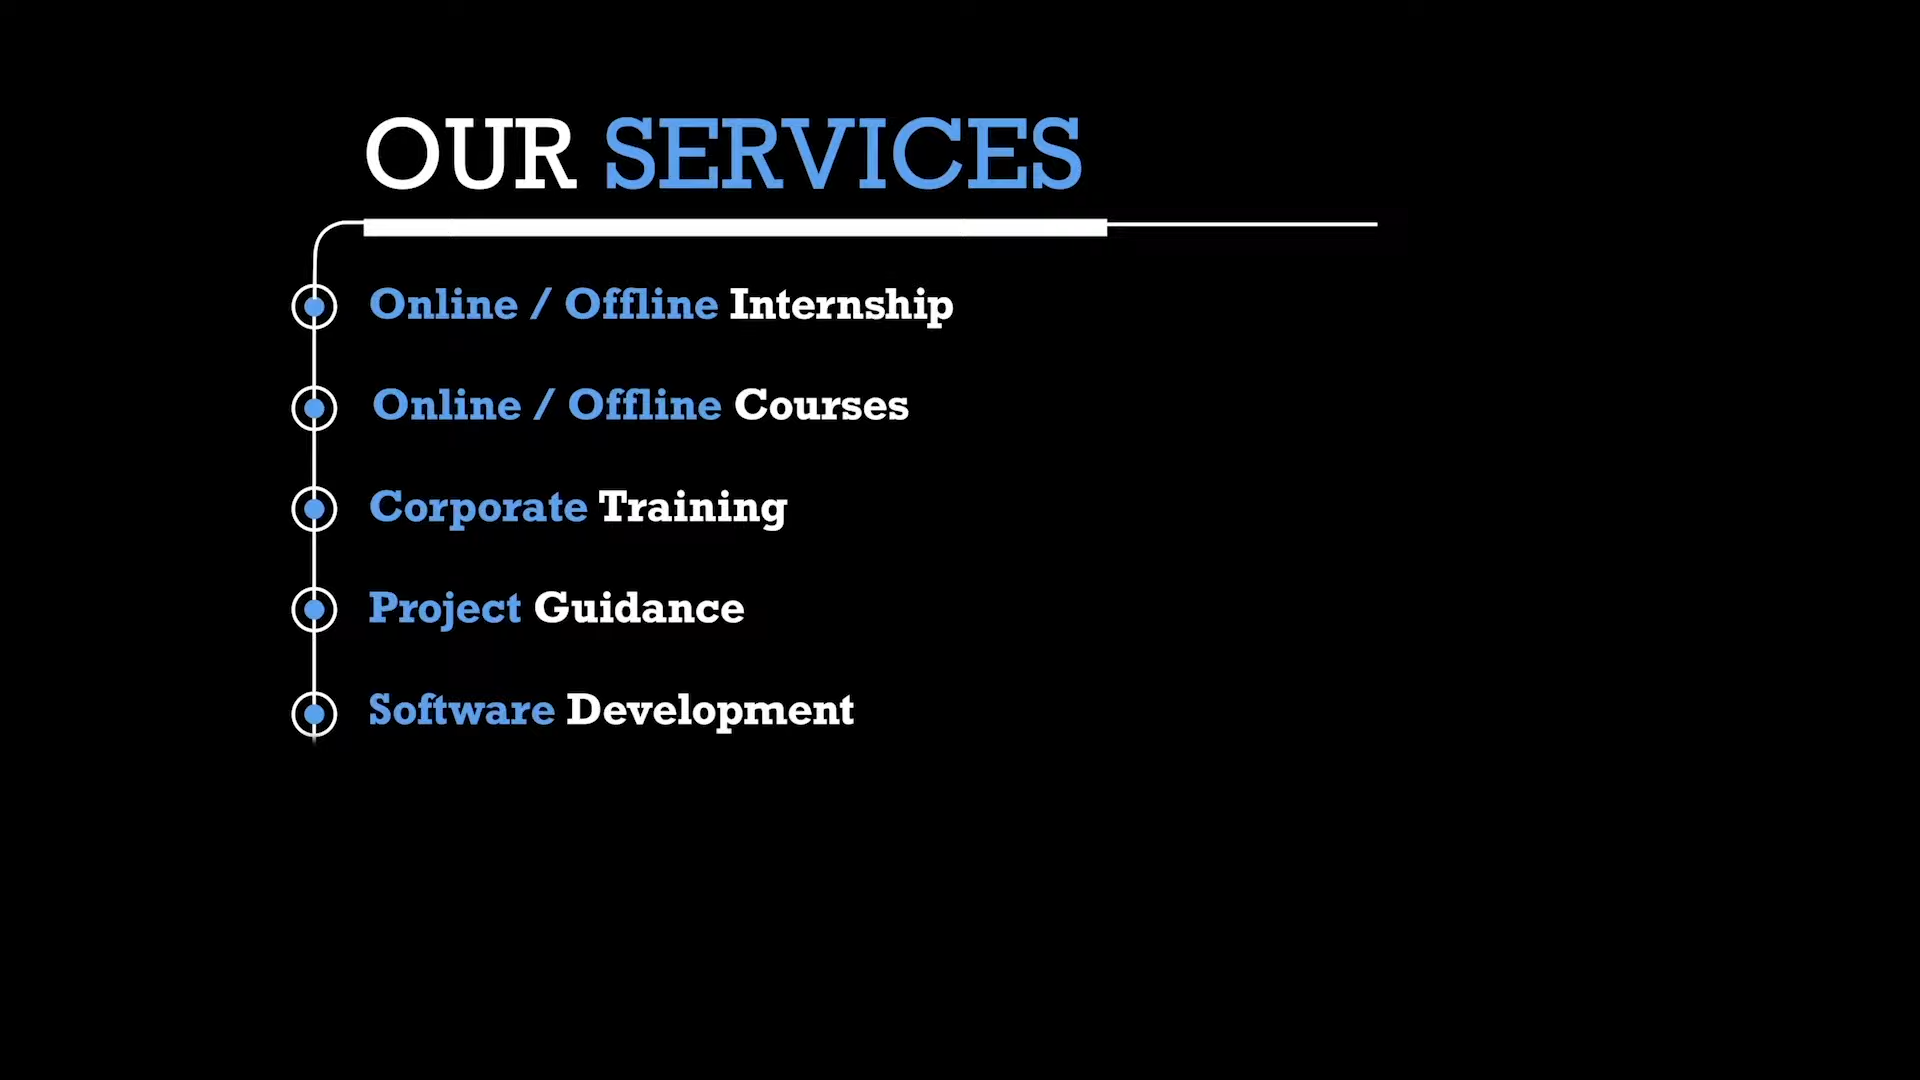 OUR SERVICES
Online / Offline Internship
Online / Offline Courses
Corporate Training
Project Guidance
Software Development